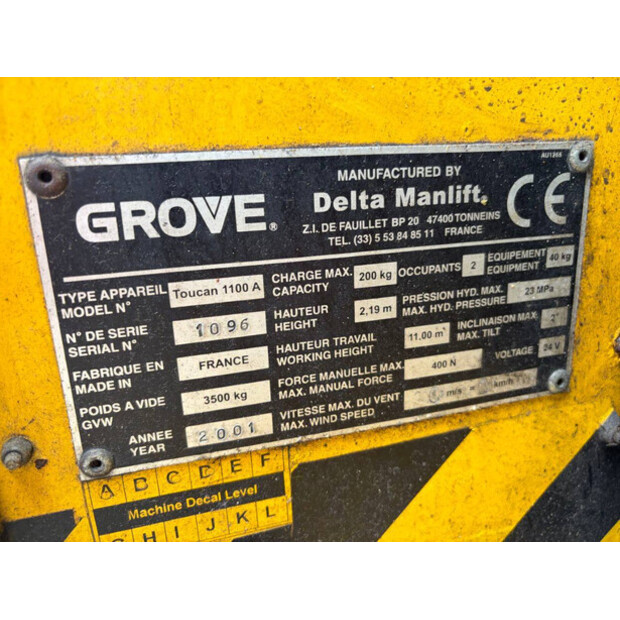 AU1968
GROVE®
MANUFACTURED BY
Delta Manlift.
Z.I. DE FAUILLET BP 20 47400 TONNEINS
TEL. (33) 5 53 84 85 11 FRANCE
CE
TYPE APPAREIL
MODEL N° Toucan 1100 A
N° DE SERIE
SERIAL N° 1096
FABRIQUE EN
MADE IN FRANCE
POIDS A VIDE
GVW 3500 kg
ANNEE
YEAR 2001
CHARGE MAX.
CAPACITY 200 kg
OCCUPANTS 2
EQUIPEMENT
EQUIPMENT 40 kg
HAUTEUR
HEIGHT 2,19 m
PRESSION HYD. MAX.
MAX. HYD. PRESSURE 23 MPa
HAUTEUR TRAVAIL
WORKING HEIGHT 11.00 m
INCLINAISON MAX
MAX. TILT 2°
FORCE MANUELLE MAX.
MAX. MANUAL FORCE 400 N
VOLTAGE 24 V
VITESSE MAX. DU VENT
MAX. WIND SPEED m/s = km/h
A B C D E F
Machine Decal Level
H I J K L